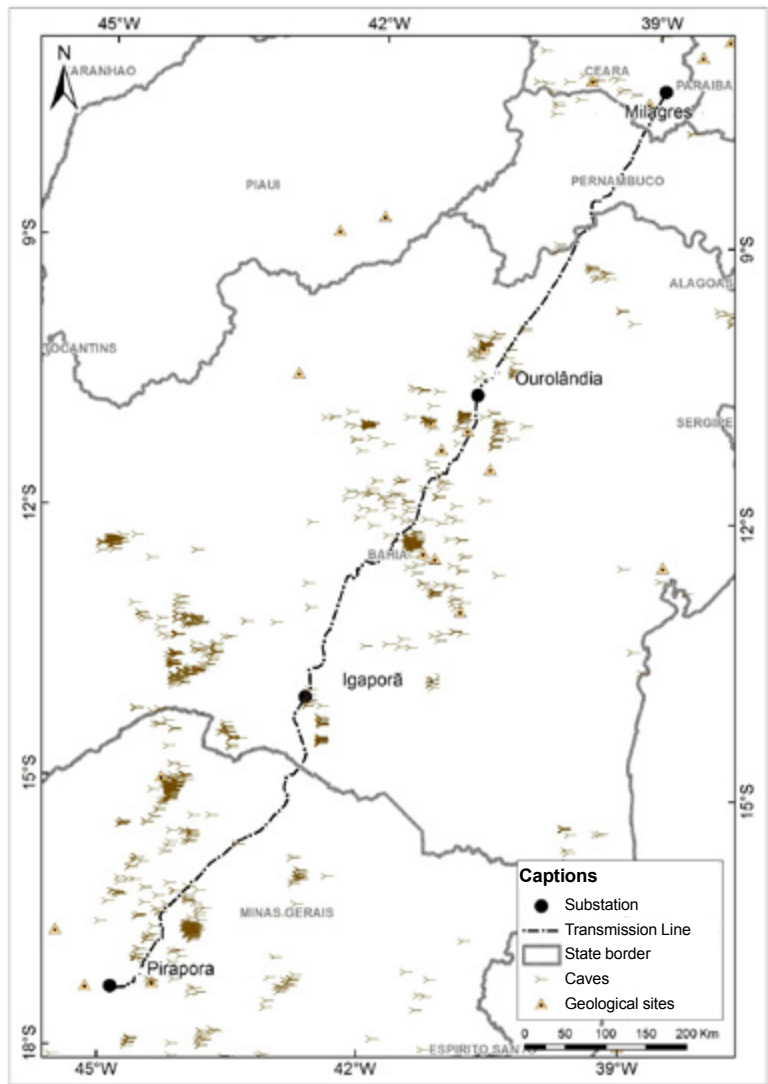 45°W 42°W 39°W
N
ARANHAO
CEARA
PARAIBA
Milagres
PIAUI
PERNAMBUCO
9°S
9°S
ALAGOAS
TOCANTINS
Ourolândia
SERGIPE
12°S
12°S
BAHIA
Igaporã
15°S
15°S
Captions
Substation
MINAS GERAIS
Transmission Line
State border
Pirapora
Caves
Geological sites
0 50 100 150 200 Km
18°S
ESPIRITO SANTO
45°W 42°W 39°W